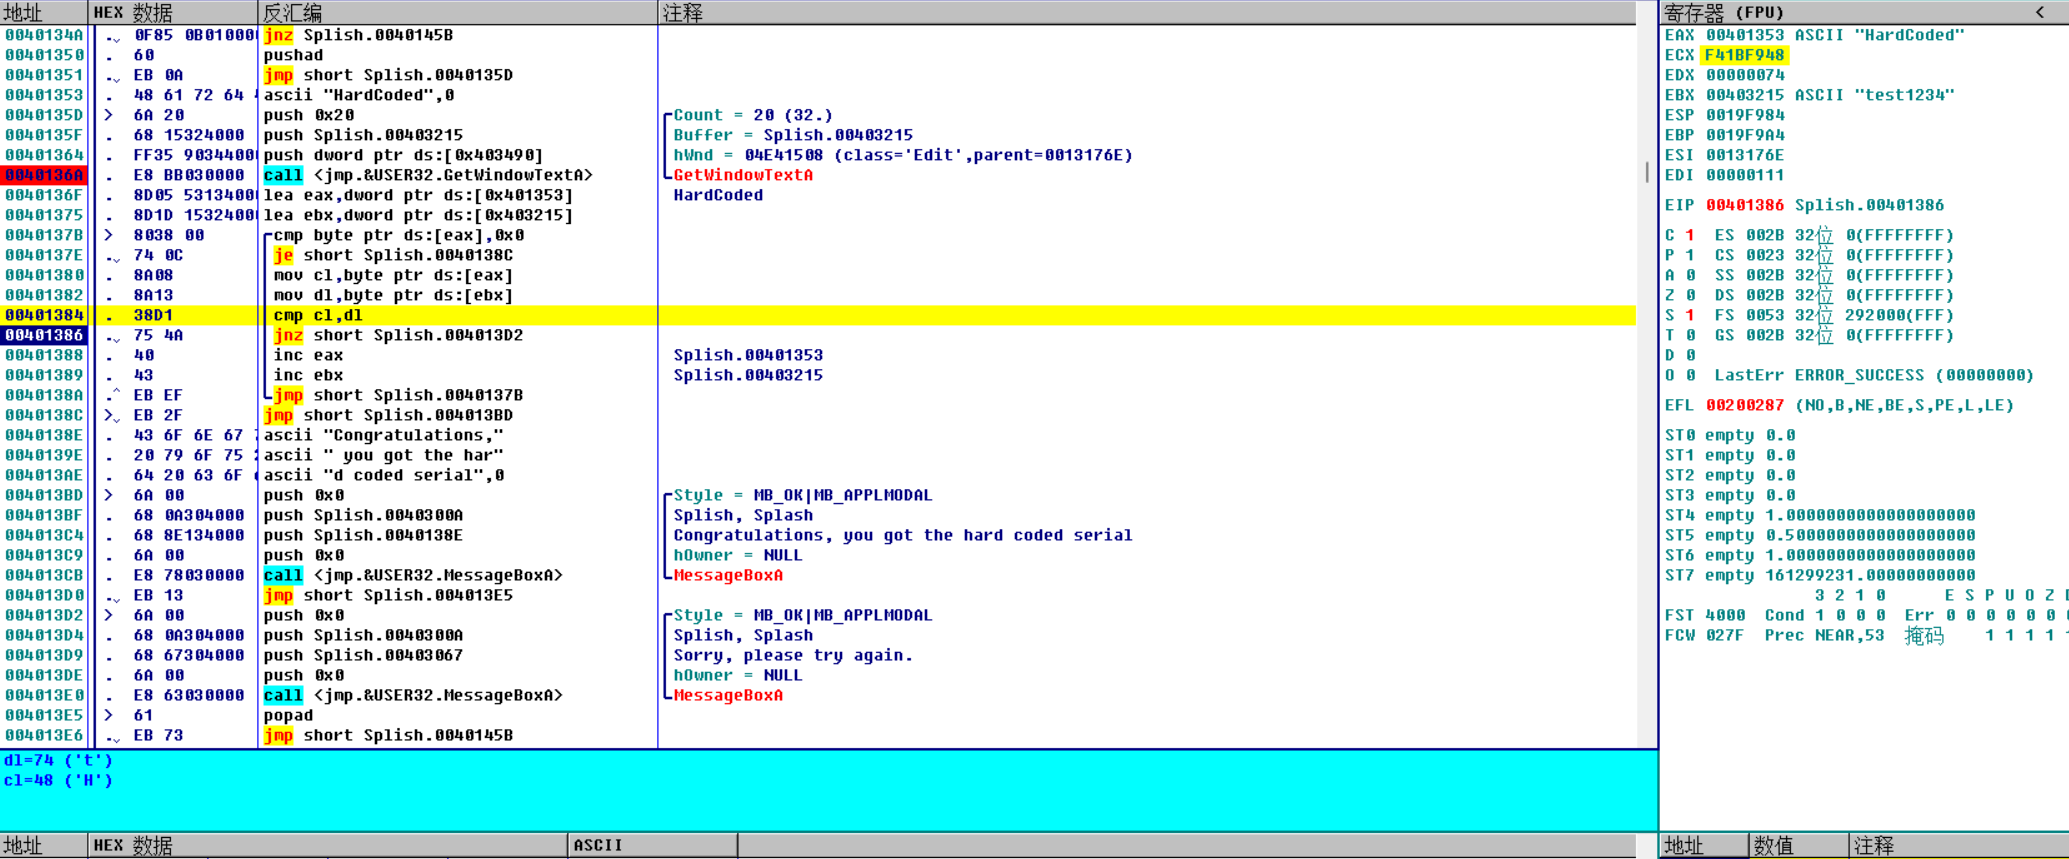 地址 HEX 数据 反汇编 注释
0040134A .⌄ 0F85 0B01000 jnz Splish.0040145B
00401350 . 60 pushad
00401351 .⌄ EB 0A jmp short Splish.0040135D
00401353 . 48 61 72 64 ascii "HardCoded",0
0040135D > 6A 20 push 0x20 Count = 20 (32.)
0040135F . 68 15324000 push Splish.00403215 Buffer = Splish.00403215
00401364 . FF35 9034400 push dword ptr ds:[0x403490] hWnd = 04E41508 (class='Edit',parent=0013176E)
0040136A . E8 BB030000 call <jmp.&USER32.GetWindowTextA> GetWindowTextA
0040136F . 8D05 5313400 lea eax,dword ptr ds:[0x401353] HardCoded
00401375 . 8D1D 1532400 lea ebx,dword ptr ds:[0x403215]
0040137B > 8038 00 cmp byte ptr ds:[eax],0x0
0040137E .⌄ 74 0C je short Splish.0040138C
00401380 . 8A08 mov cl,byte ptr ds:[eax]
00401382 . 8A13 mov dl,byte ptr ds:[ebx]
00401384 . 38D1 cmp cl,dl
00401386 .⌄ 75 4A jnz short Splish.004013D2
00401388 . 40 inc eax Splish.00401353
00401389 . 43 inc ebx Splish.00403215
0040138A .^ EB EF jmp short Splish.0040137B
0040138C >⌄ EB 2F jmp short Splish.004013BD
0040138E . 43 6F 6E 67 ascii "Congratulations,"
0040139E . 20 79 6F 75 ascii " you got the har"
004013AE . 64 20 63 6F ascii "d coded serial",0
004013BD > 6A 00 push 0x0 Style = MB_OK|MB_APPLMODAL
004013BF . 68 0A304000 push Splish.0040300A Splish, Splash
004013C4 . 68 8E134000 push Splish.0040138E Congratulations, you got the hard coded serial
004013C9 . 6A 00 push 0x0 hOwner = NULL
004013CB . E8 78030000 call <jmp.&USER32.MessageBoxA> MessageBoxA
004013D0 .⌄ EB 13 jmp short Splish.004013E5
004013D2 > 6A 00 push 0x0 Style = MB_OK|MB_APPLMODAL
004013D4 . 68 0A304000 push Splish.0040300A Splish, Splash
004013D9 . 68 67304000 push Splish.00403067 Sorry, please try again.
004013DE . 6A 00 push 0x0 hOwner = NULL
004013E0 . E8 63030000 call <jmp.&USER32.MessageBoxA> MessageBoxA
004013E5 > 61 popad
004013E6 .⌄ EB 73 jmp short Splish.0040145B
dl=74 ('t')
cl=48 ('H')
地址 HEX 数据 ASCII
寄存器 (FPU) <
EAX 00401353 ASCII "HardCoded"
ECX F41BF948
EDX 00000074
EBX 00403215 ASCII "test1234"
ESP 0019F984
EBP 0019F9A4
ESI 0013176E
EDI 00000111
EIP 00401386 Splish.00401386
C 1 ES 002B 32位 0(FFFFFFFF)
P 1 CS 0023 32位 0(FFFFFFFF)
A 0 SS 002B 32位 0(FFFFFFFF)
Z 0 DS 002B 32位 0(FFFFFFFF)
S 1 FS 0053 32位 292000(FFF)
T 0 GS 002B 32位 0(FFFFFFFF)
D 0
O 0 LastErr ERROR_SUCCESS (00000000)
EFL 00200287 (NO,B,NE,BE,S,PE,L,LE)
ST0 empty 0.0
ST1 empty 0.0
ST2 empty 0.0
ST3 empty 0.0
ST4 empty 1.0000000000000000000
ST5 empty 0.5000000000000000000
ST6 empty 1.0000000000000000000
ST7 empty 161299231.00000000000
3 2 1 0 E S P U O Z
FST 4000 Cond 1 0 0 0 Err 0 0 0 0 0 0
FCW 027F Prec NEAR,53 掩码 1 1 1 1
地址 数值 注释